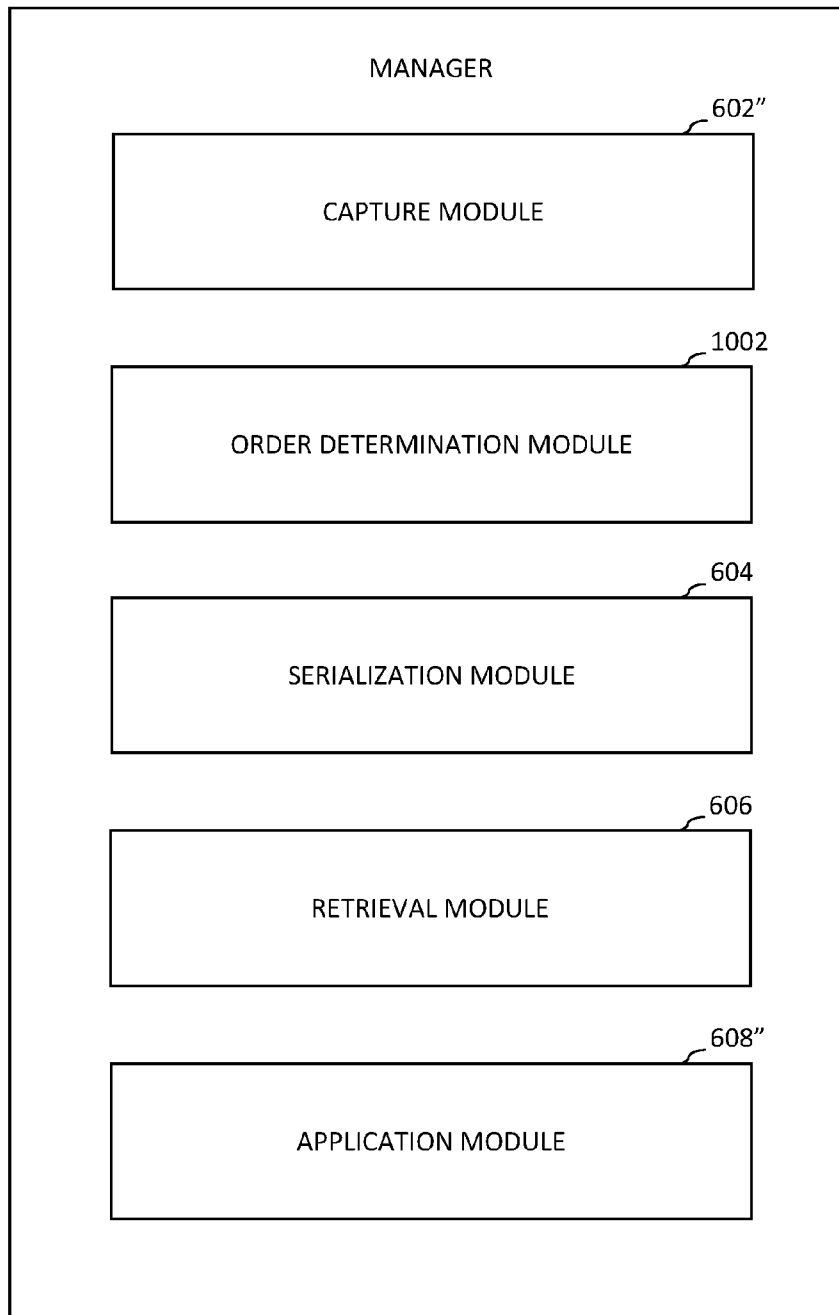 MANAGER
602”
CAPTURE MODULE
1002
ORDER DETERMINATION MODULE
604
SERIALIZATION MODULE
606
RETRIEVAL MODULE
608”
APPLICATION MODULE